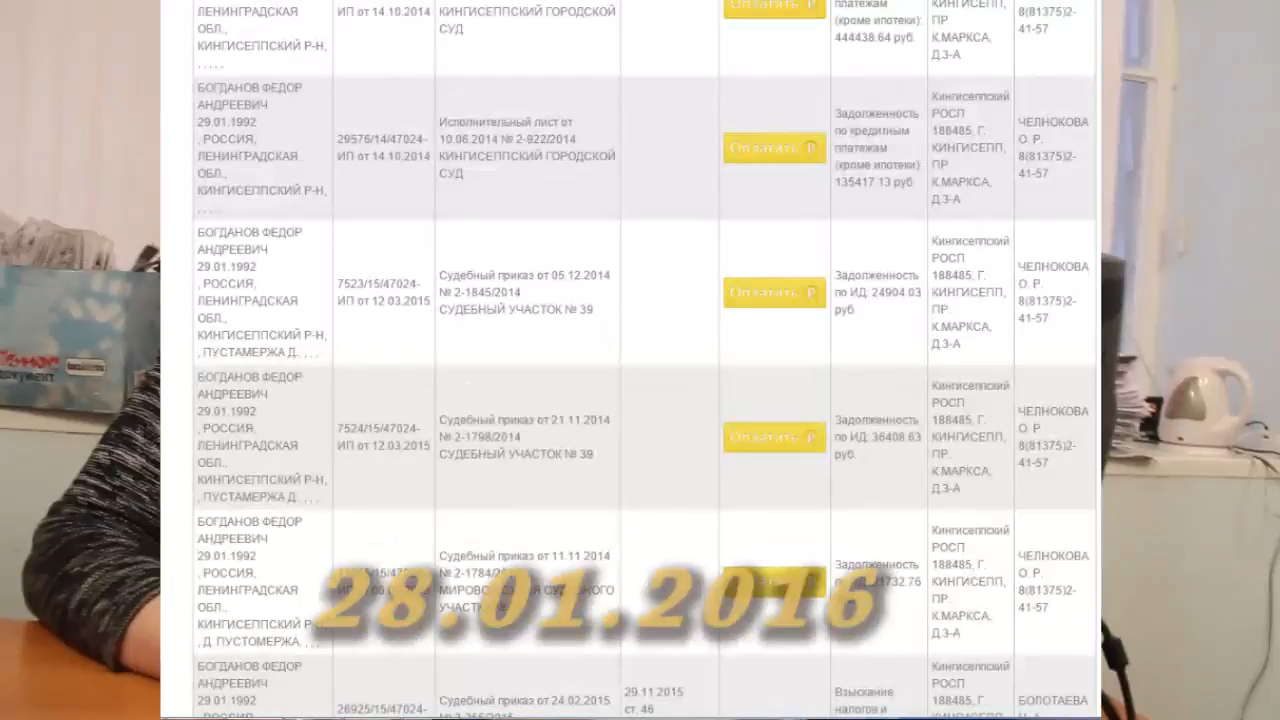 ЛЕНИНГРАДСКАЯ
ОБЛ.,
КИНГИСЕППСКИЙ Р-Н,
, , , , ,
ИП от 14.10.2014
КИНГИСЕППСКИЙ ГОРОДСКОЙ
СУД
Оплатить
платежам
(кроме ипотеки):
444438.64 руб.
КИНГИСЕПП,
ПР
К.МАРКСА,
Д.3-А
8(81375)2-
41-57
БОГДАНОВ ФЕДОР
АНДРЕЕВИЧ
29.01.1992
, РОССИЯ,
ЛЕНИНГРАДСКАЯ
ОБЛ.,
КИНГИСЕППСКИЙ Р-Н,
, , , , ,
29576/14/47024-
ИП от 14.10.2014
Исполнительный лист от
10.06.2014 № 2-922/2014
КИНГИСЕППСКИЙ ГОРОДСКОЙ
СУД
Оплатить
Задолженность
по кредитным
платежам
(кроме ипотеки):
135417.13 руб.
Кингисеппский
РОСП
188485, Г.
КИНГИСЕПП,
ПР
К.МАРКСА,
Д.3-А
ЧЕЛНОКОВА
О. Р.
8(81375)2-
41-57
БОГДАНОВ ФЕДОР
АНДРЕЕВИЧ
29.01.1992
, РОССИЯ,
ЛЕНИНГРАДСКАЯ
ОБЛ.,
КИНГИСЕППСКИЙ Р-Н,
, ПУСТАМЕРЖА Д., , , ,
7523/15/47024-
ИП от 12.03.2015
Судебный приказ от 05.12.2014
№ 2-1845/2014
СУДЕБНЫЙ УЧАСТОК № 39
Оплатить
Задолженность
по ИД: 24904.03
руб.
Кингисеппский
РОСП
188485, Г.
КИНГИСЕПП,
ПР
К.МАРКСА,
Д.3-А
ЧЕЛНОКОВА
О. Р.
8(81375)2-
41-57
БОГДАНОВ ФЕДОР
АНДРЕЕВИЧ
29.01.1992
, РОССИЯ,
ЛЕНИНГРАДСКАЯ
ОБЛ.,
КИНГИСЕППСКИЙ Р-Н,
, ПУСТАМЕРЖА Д., , , ,
7524/15/47024-
ИП от 12.03.2015
Судебный приказ от 21.11.2014
№ 2-1798/2014
СУДЕБНЫЙ УЧАСТОК № 39
Оплатить
Задолженность
по ИД: 36408.63
руб.
Кингисеппский
РОСП
188485, Г.
КИНГИСЕПП,
ПР
К.МАРКСА,
Д.3-А
ЧЕЛНОКОВА
О. Р.
8(81375)2-
41-57
БОГДАНОВ ФЕДОР
АНДРЕЕВИЧ
29.01.1992
, РОССИЯ,
ЛЕНИНГРАДСКАЯ
ОБЛ.,
КИНГИСЕППСКИЙ Р-Н,
, Д. ПУСТОМЕРЖА, , , ,
Судебный приказ от 11.11.2014
№ 2-1784/2014
Задолженность
Кингисеппский
РОСП
188485, Г.
КИНГИСЕПП,
ПР
К.МАРКСА,
Д.3-А
ЧЕЛНОКОВА
О. Р.
8(81375)2-
41-57
28.01.2016
БОГДАНОВ ФЕДОР
АНДРЕЕВИЧ
29.01.1992
26925/15/47024-
Судебный приказ от 24.02.2015
29.11.2015
ст. 46
Взыскание
налогов и
Кингисеппский
РОСП
188485, Г.
КИНГИСЕПП,
БОЛОТАЕВА
документ